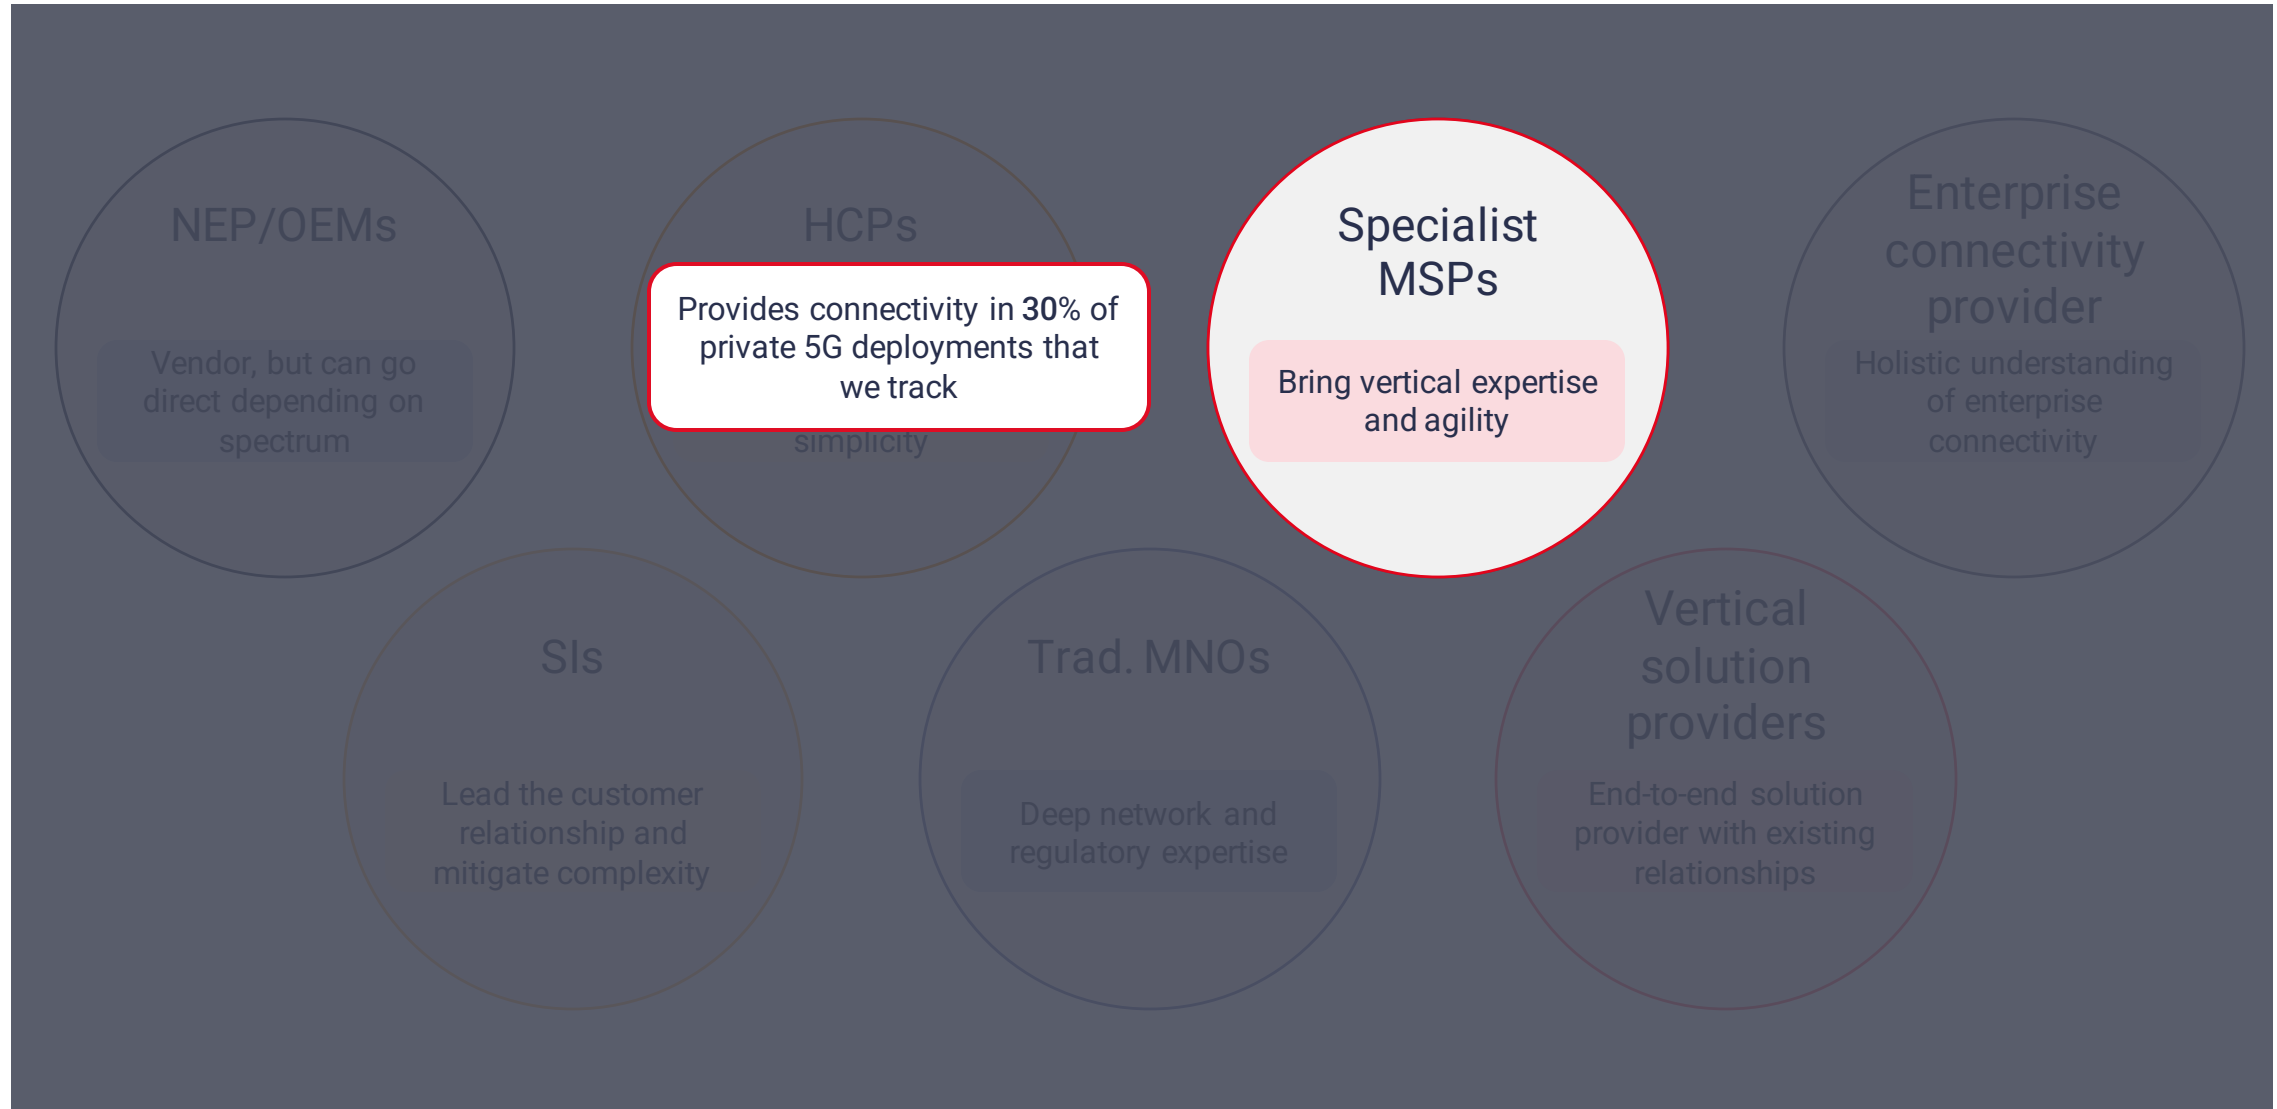 NEP/OEMs
Vendor, but can go
direct depending on
spectrum
HCPs
Provides connectivity in 30% of
private 5G deployments that
we track
simplicity
Specialist
MSPs
Bring vertical expertise
and agility
Enterprise
connectivity
provider
Holistic understanding
of enterprise
connectivity
SIs
Lead the customer
relationship and
mitigate complexity
Trad. MNOs
Deep network and
regulatory expertise
Vertical
solution
providers
End-to-end solution
provider with existing
relationships